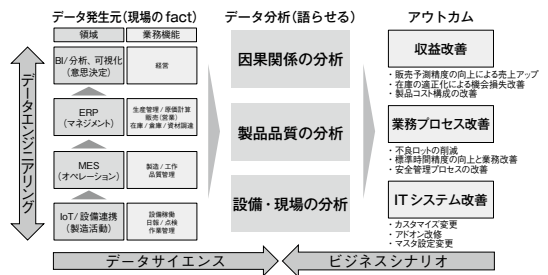 データ発生元（現場のfact）
データ分析（語らせる）
アウトカム
領域
業務機能
データエンジニアリング
BI/分析、可視化
（意思決定）
経営
ERP
（マネジメント）
生産管理 / 原価計算
販売（営業）
在庫 / 倉庫 / 資材調達
MES
（オペレーション）
製造 / 工作
品質管理
IoT/ 設備連携
（製造活動）
設備稼働
日報 / 点検
作業管理
因果関係の分析
製品品質の分析
設備・現場の分析
収益改善
・販売予測精度の向上による売上アップ
・在庫の適正化による機会損失改善
・製品コスト構成の改善
業務プロセス改善
・不良ロットの削減
・標準時間精度の向上と業務改善
・安全管理プロセスの改善
ITシステム改善
・カスタマイズ変更
・アドオン改修
・マスタ設定変更
データサイエンス
ビジネスシナリオ